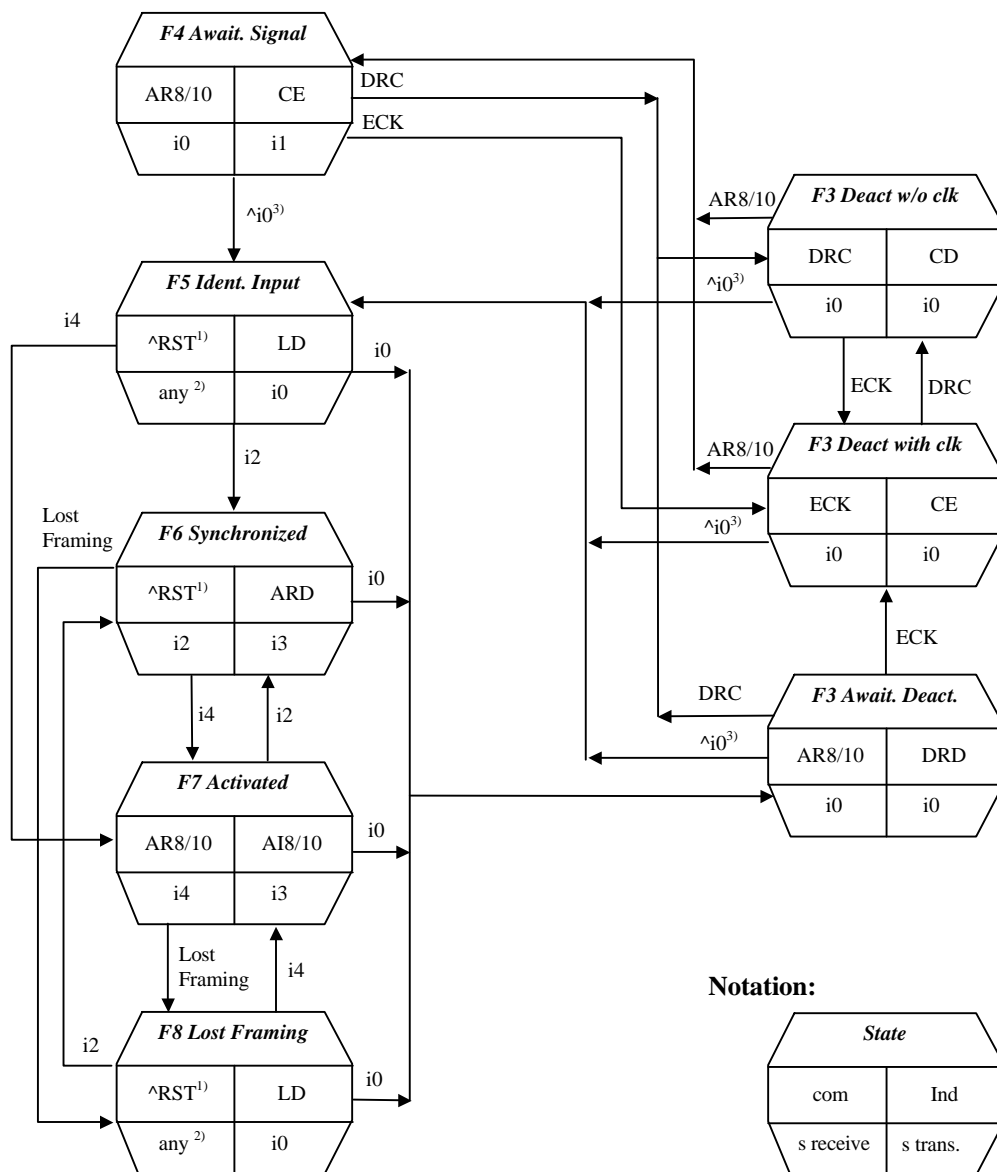 F4 Await. Signal
AR8/10 CE
i0 i1
DRC
ECK
^i0³⁾
F5 Ident. Input
^RST¹⁾ LD
any ²⁾ i0
i4
i0
i2
Lost
Framing
F6 Synchronized
^RST¹⁾ ARD
i2 i3
i0
i4
i2
F7 Activated
AR8/10 AI8/10
i4 i3
i0
Lost
Framing
i4
F8 Lost Framing
^RST¹⁾ LD
any ²⁾ i0
i2
i0
AR8/10
F3 Deact w/o clk
DRC CD
i0 i0
^i0³⁾
ECK
DRC
AR8/10
F3 Deact with clk
ECK CE
i0 i0
^i0³⁾
ECK
DRC
F3 Await. Deact.
^i0³⁾
AR8/10 DRD
i0 i0
Notation:
State
com Ind
s receive s trans.